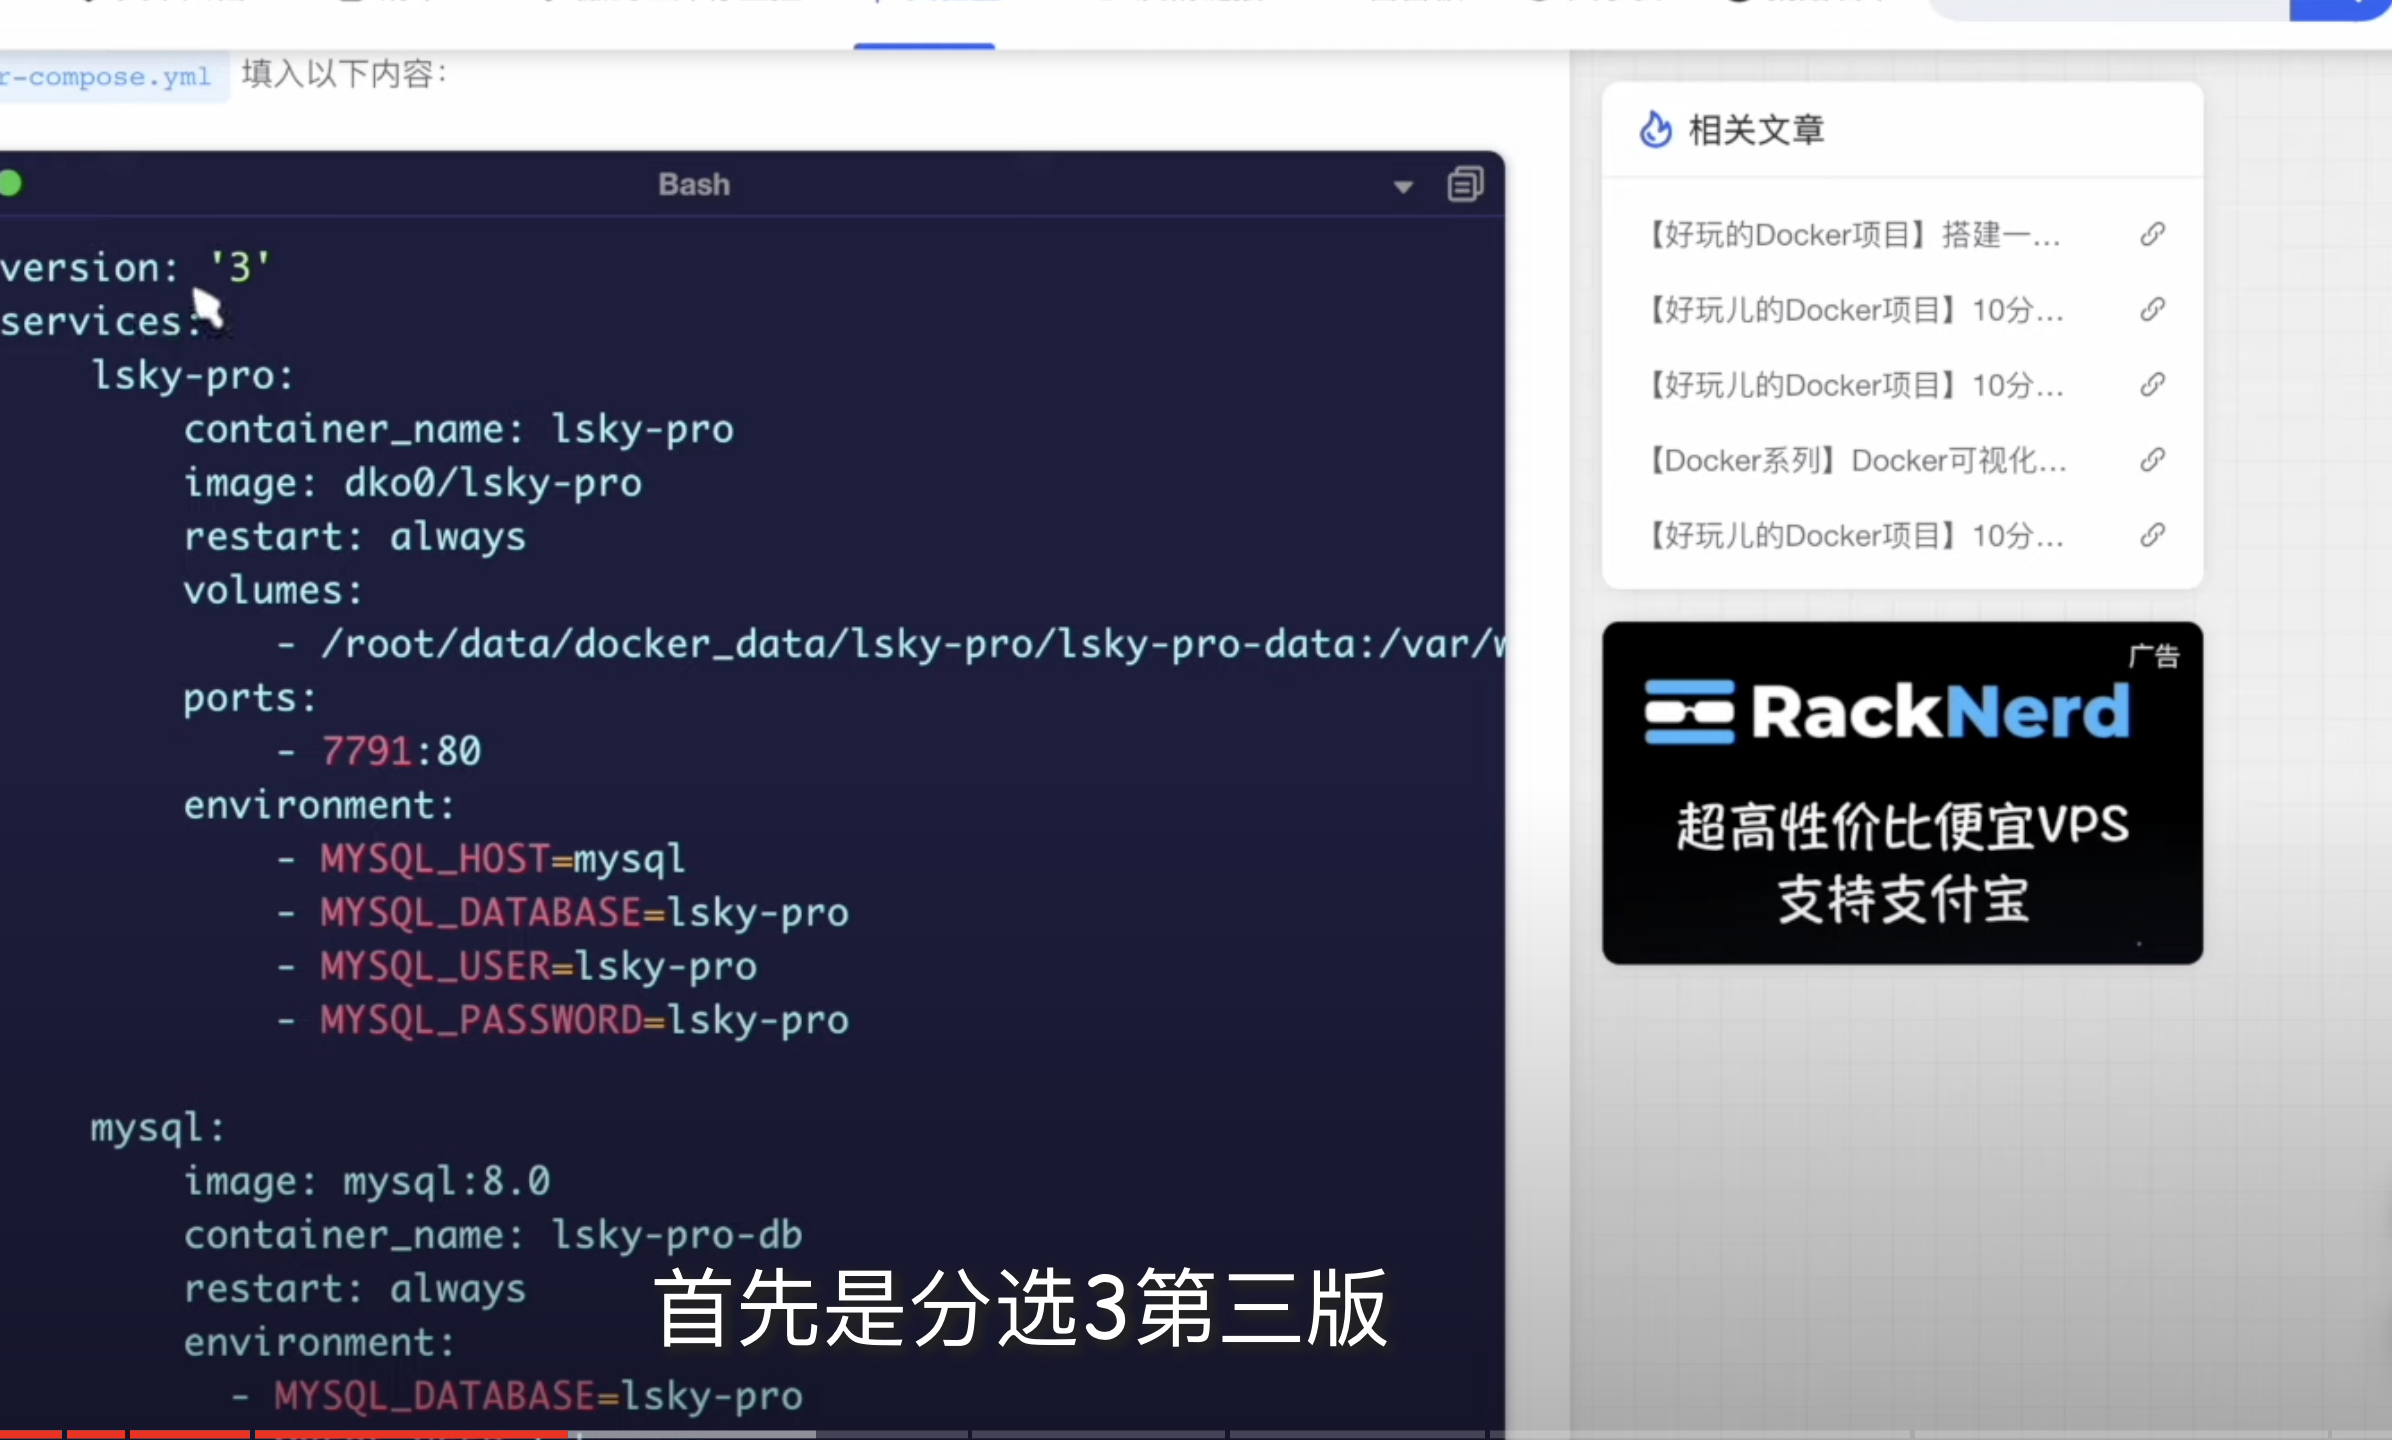 r-compose.yml 填入以下内容:
Bash
version: '3'
services:
lsky-pro:
container_name: lsky-pro
image: dko0/lsky-pro
restart: always
volumes:
- /root/data/docker_data/lsky-pro/lsky-pro-data:/var/w
ports:
- 7791:80
environment:
- MYSQL_HOST=mysql
- MYSQL_DATABASE=lsky-pro
- MYSQL_USER=lsky-pro
- MYSQL_PASSWORD=lsky-pro
mysql:
image: mysql:8.0
container_name: lsky-pro-db
restart: always
environment:
- MYSQL_DATABASE=lsky-pro
首先是分选3第三版
相关文章
【好玩的Docker项目】搭建一...
【好玩儿的Docker项目】10分...
【好玩儿的Docker项目】10分...
【Docker系列】Docker可视化...
【好玩儿的Docker项目】10分...
广告
RackNerd
超高性价比便宜VPS
支持支付宝